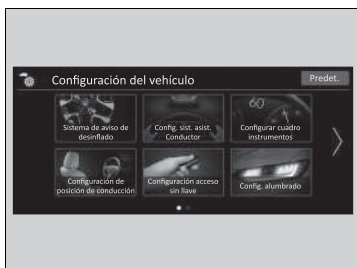 Configuración del vehículo
Predet.
Sistema de aviso de
desinflado
Config. sist. asist.
Conductor
60
Configurar cuadro
instrumentos
Configuración de
posición de conducción
Configuración acceso
sin llave
Config. alumbrado